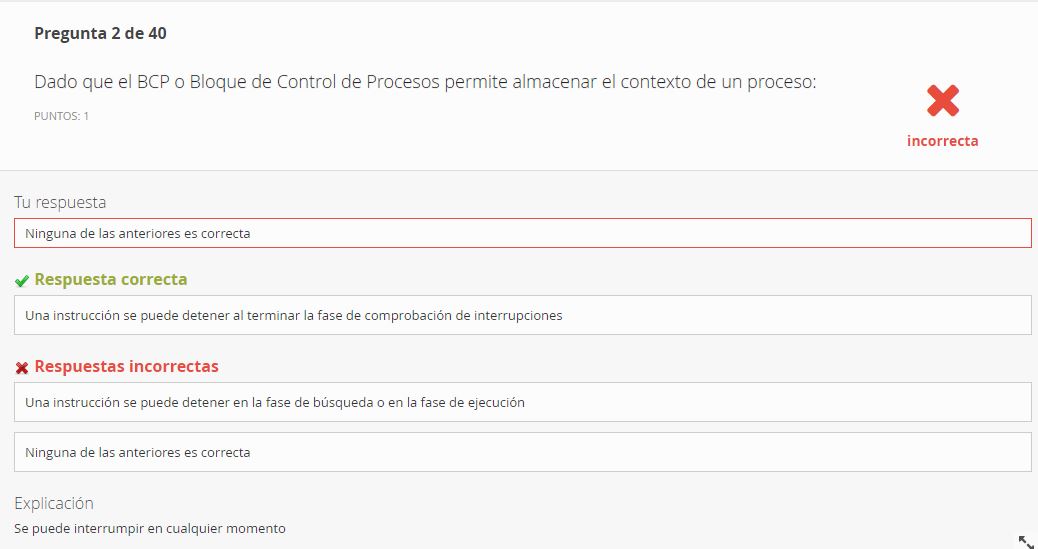 Pregunta 2 de 40
Dado que el BCP o Bloque de Control de Procesos permite almacenar el contexto de un proceso:
PUNTOS: 1
incorrecta
Tu respuesta
Ninguna de las anteriores es correcta
Respuesta correcta
Una instrucción se puede detener al terminar la fase de comprobación de interrupciones
Respuestas incorrectas
Una instrucción se puede detener en la fase de búsqueda o en la fase de ejecución
Ninguna de las anteriores es correcta
Explicación
Se puede interrumpir en cualquier momento